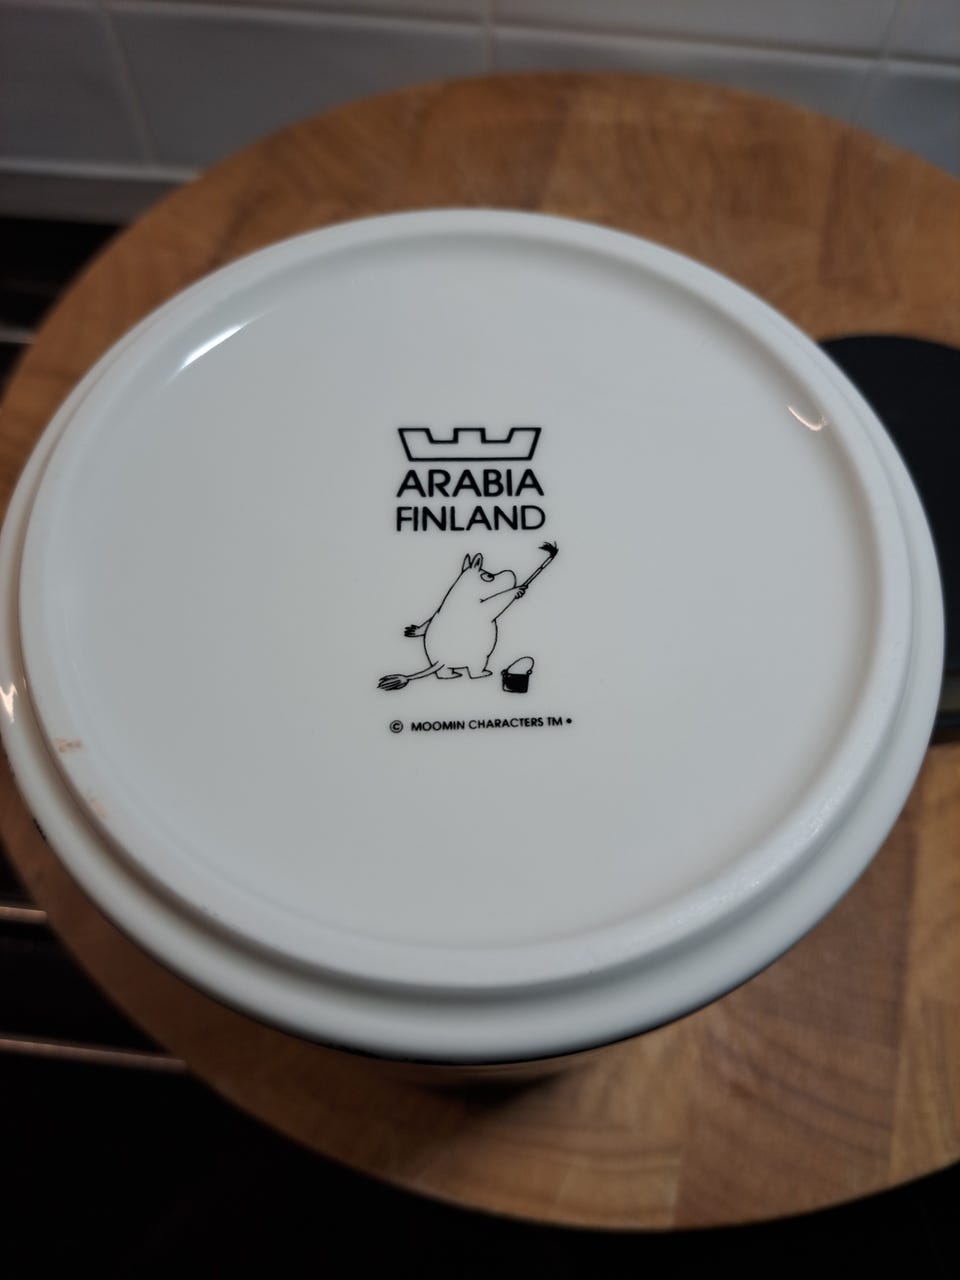 ARABIA
FINLAND
© MOOMIN CHARACTERS TM •